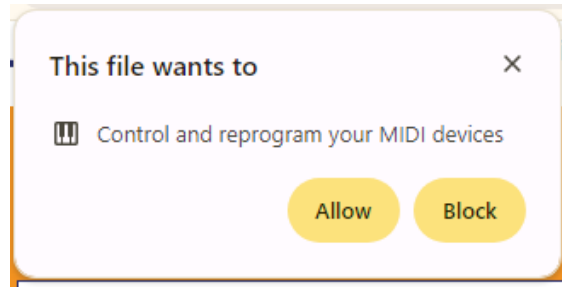 This file wants to
Control and reprogram your MIDI devices
Allow
Block